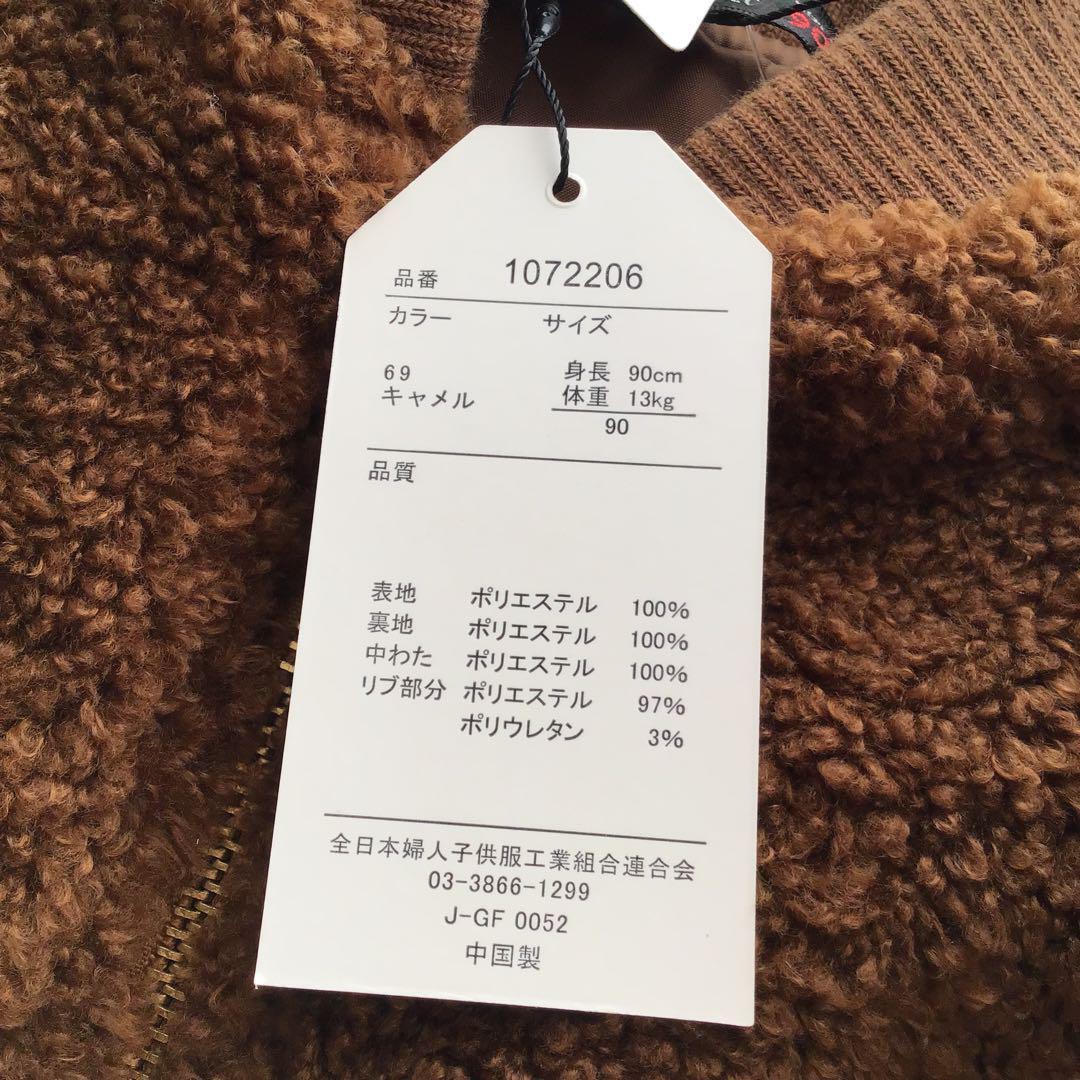 品番 1072206
カラー サイズ
69 身長 90cm
キャメル 体重 13kg
90
品質
表地 ポリエステル 100%
裏地 ポリエステル 100%
中わた ポリエステル 100%
リブ部分 ポリエステル 97%
ポリウレタン 3%
全日本婦人子供服工業組合連合会
03-3866-1299
J-GF 0052
中国製